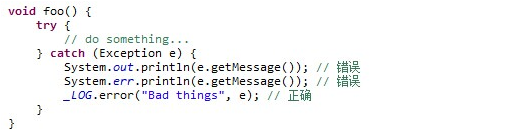 void foo() {
    try {
        // do something...
    } catch (Exception e) {
        System.out.println(e.getMessage()); // 错误
        System.err.println(e.getMessage()); // 错误
        _LOG.error("Bad things", e); // 正确
    }
}